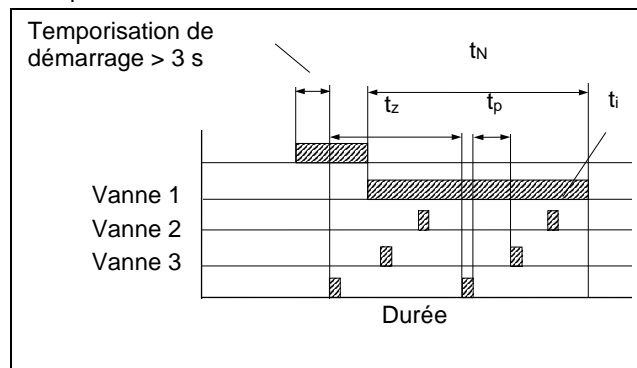 Temporisation de
démarrage > 3 s
tN
tz
tp
ti
Vanne 1
Vanne 2
Vanne 3
Durée